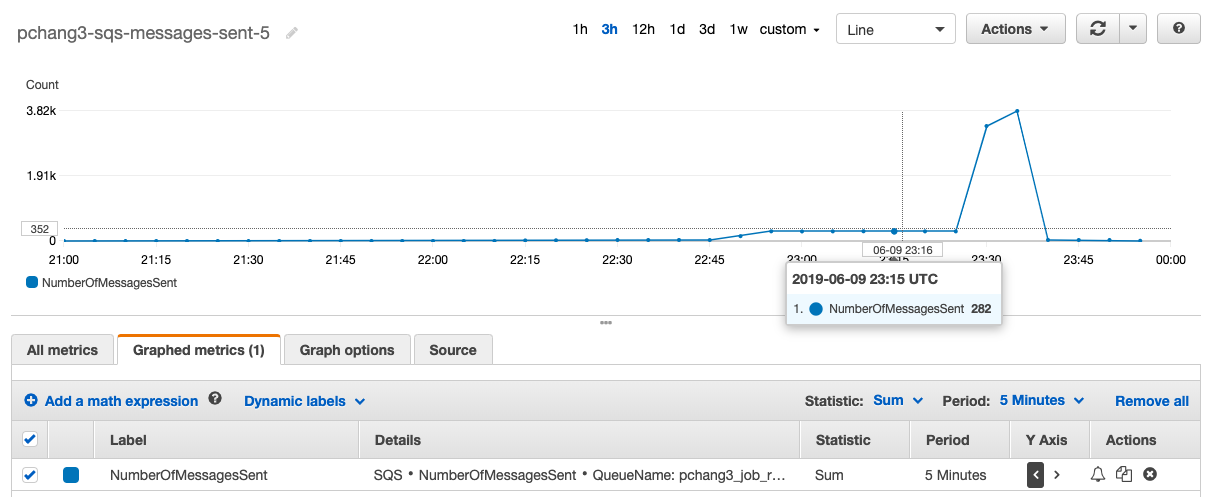 pchang3-sqs-messages-sent-5
1h 3h 12h 1d 3d 1w custom Line Actions ?
Count
3.82k
1.91k
352
0
06-09 23:16
21:00 21:15 21:30 21:45 22:00 22:15 22:30 22:45 23:00 23:15 23:30 23:45 00:00
NumberOfMessagesSent
2019-06-09 23:15 UTC
1. NumberOfMessagesSent 282
All metrics Graphed metrics (1) Graph options Source
Add a math expression ? Dynamic labels Statistic: Sum Period: 5 Minutes Remove all
Label Details Statistic Period Y Axis Actions
NumberOfMessagesSent SQS • NumberOfMessagesSent • QueueName: pchang3_job_r... Sum 5 Minutes < >